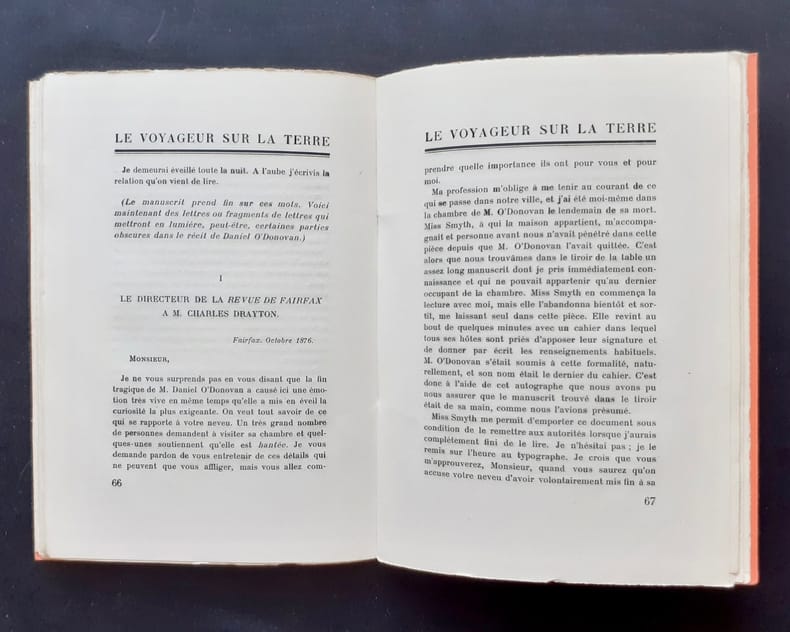 LE VOYAGEUR SUR LA TERRE
Je demeurai éveillé toute la nuit. A l'aube j'écrivis la
relation qu'on vient de lire.
(Le manuscrit prend fin sur ces mots. Voici
maintenant des lettres ou fragments de lettres qui
mettront en lumière, peut-être, certaines parties
obscures dans le récit de Daniel O'Donovan.)
I
LE DIRECTEUR DE LA REVUE DE FAIRFAX
A M. CHARLES DRAYTON.
Fairfax. Octobre 1876.
MONSIEUR,
Je ne vous surprends pas en vous disant que la fin
tragique de M. Daniel O'Donovan a causé ici une émo-
tion très vive en même temps qu'elle a mis en éveil la
curiosité la plus exigeante. On veut tout savoir de ce
qui se rapporte à votre neveu. Un très grand nombre
de personnes demandent à visiter sa chambre et quel-
ques-unes soutiennent qu'elle est hantée. Je vous
demande pardon de vous entretenir de ces détails qui
ne peuvent que vous affliger, mais vous allez com-
66
LE VOYAGEUR SUR LA TERRE
prendre quelle importance ils ont pour vous et pour
moi.
Ma profession m'oblige à me tenir au courant de ce
qui se passe dans notre ville, et j'ai été moi-même dans
la chambre de M. O'Donovan le lendemain de sa mort.
Miss Smyth, à qui la maison appartient, m'accompa-
gnait et personne avant nous n'avait pénétré dans cette
pièce depuis que M. O'Donovan l'avait quittée. C'est
alors que nous trouvâmes dans le tiroir de la table un
assez long manuscrit dont je pris immédiatement con-
naissance et qui ne pouvait appartenir qu'au dernier
occupant de la chambre. Miss Smyth en commença la
lecture avec moi, mais elle l'abandonna bientôt et sor-
tit, me laissant seul dans cette pièce. Elle revint au
bout de quelques minutes avec un cahier dans lequel
tous ses hôtes sont priés d'apposer leur signature et
de donner par écrit les renseignements habituels.
M. O'Donovan s'était soumis à cette formalité, natu-
rellement, et son nom était le dernier du cahier. C'est
donc à l'aide de cet autographe que nous avons pu
nous assurer que le manuscrit trouvé dans le tiroir
était de sa main, comme nous l'avions présumé.
Miss Smyth me permit d'emporter ce document sous
condition de le remettre aux autorités lorsque j'aurais
complètement fini de le lire. Je n'hésitai pas ; je le
remis sur l'heure au typographe. Je crois que vous
m'approuverez, Monsieur, quand vous saurez qu'on
accuse votre neveu d'avoir volontairement mis fin à sa
67